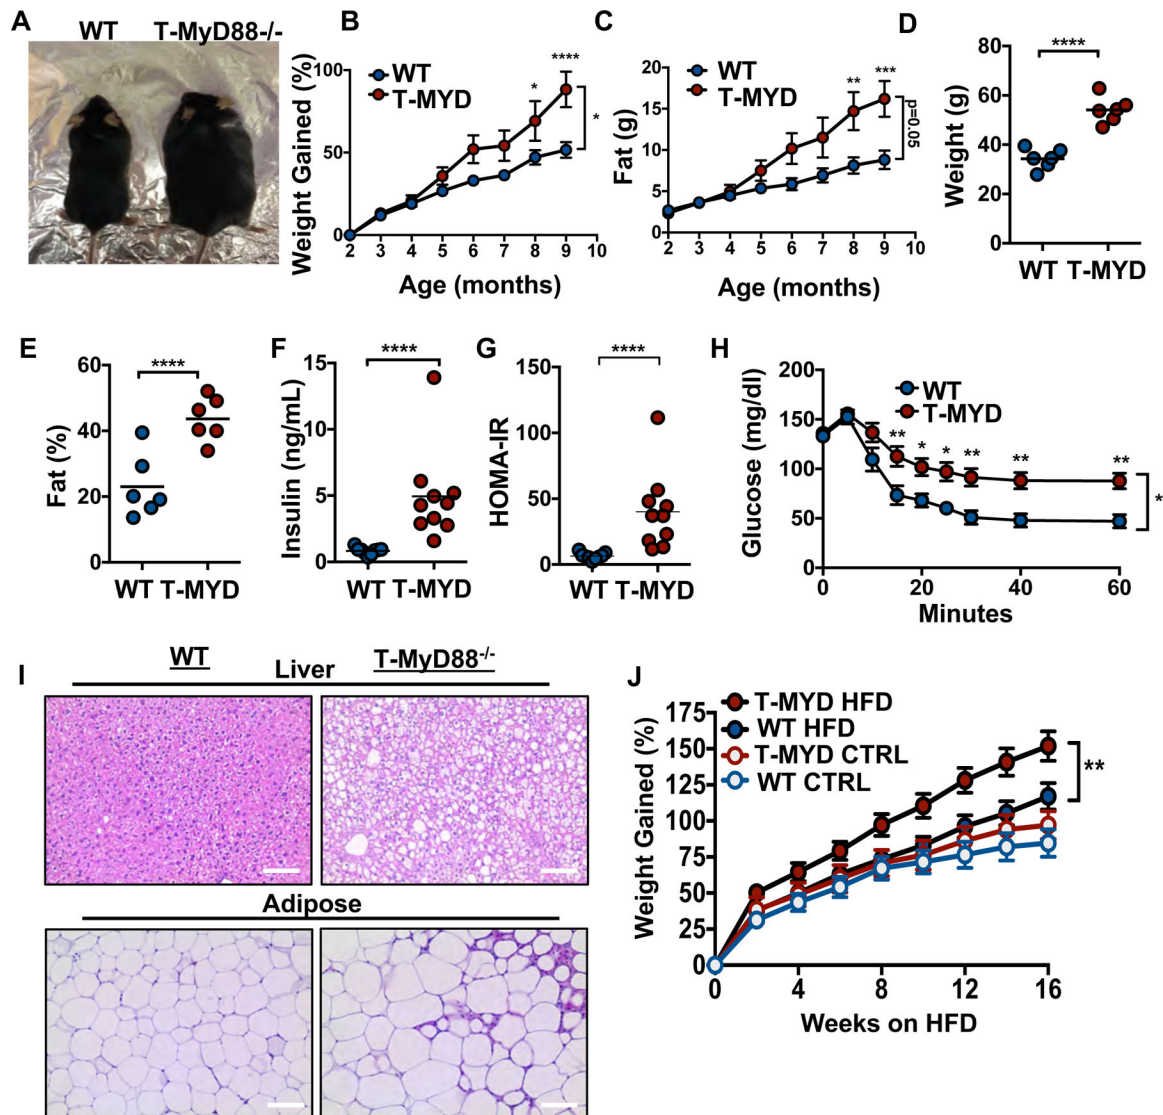 A
WT T-MyD88-/-
B
Weight Gained (%)
100
50
0
WT
T-MYD
*
****
*
2 3 4 5 6 7 8 9 10
Age (months)
C
Fat (g)
20
15
10
5
0
WT
T-MYD
**
***
p=0.05
2 3 4 5 6 7 8 9 10
Age (months)
D
Weight (g)
80
60
40
20
0
****
WT T-MYD
E
Fat (%)
60
40
20
0
****
WT T-MYD
F
Insulin (ng/mL)
15
10
5
0
****
WT T-MYD
G
HOMA-IR
150
100
50
0
****
WT T-MYD
H
Glucose (mg/dl)
200
150
100
50
0
WT
T-MYD
** * * ** ** **
*
0 20 40 60
Minutes
I
WT T-MyD88-/-
Liver
Adipose
J
Weight Gained (%)
175
150
125
100
75
50
25
0
T-MYD HFD
WT HFD
T-MYD CTRL
WT CTRL
**
0 4 8 12 16
Weeks on HFD